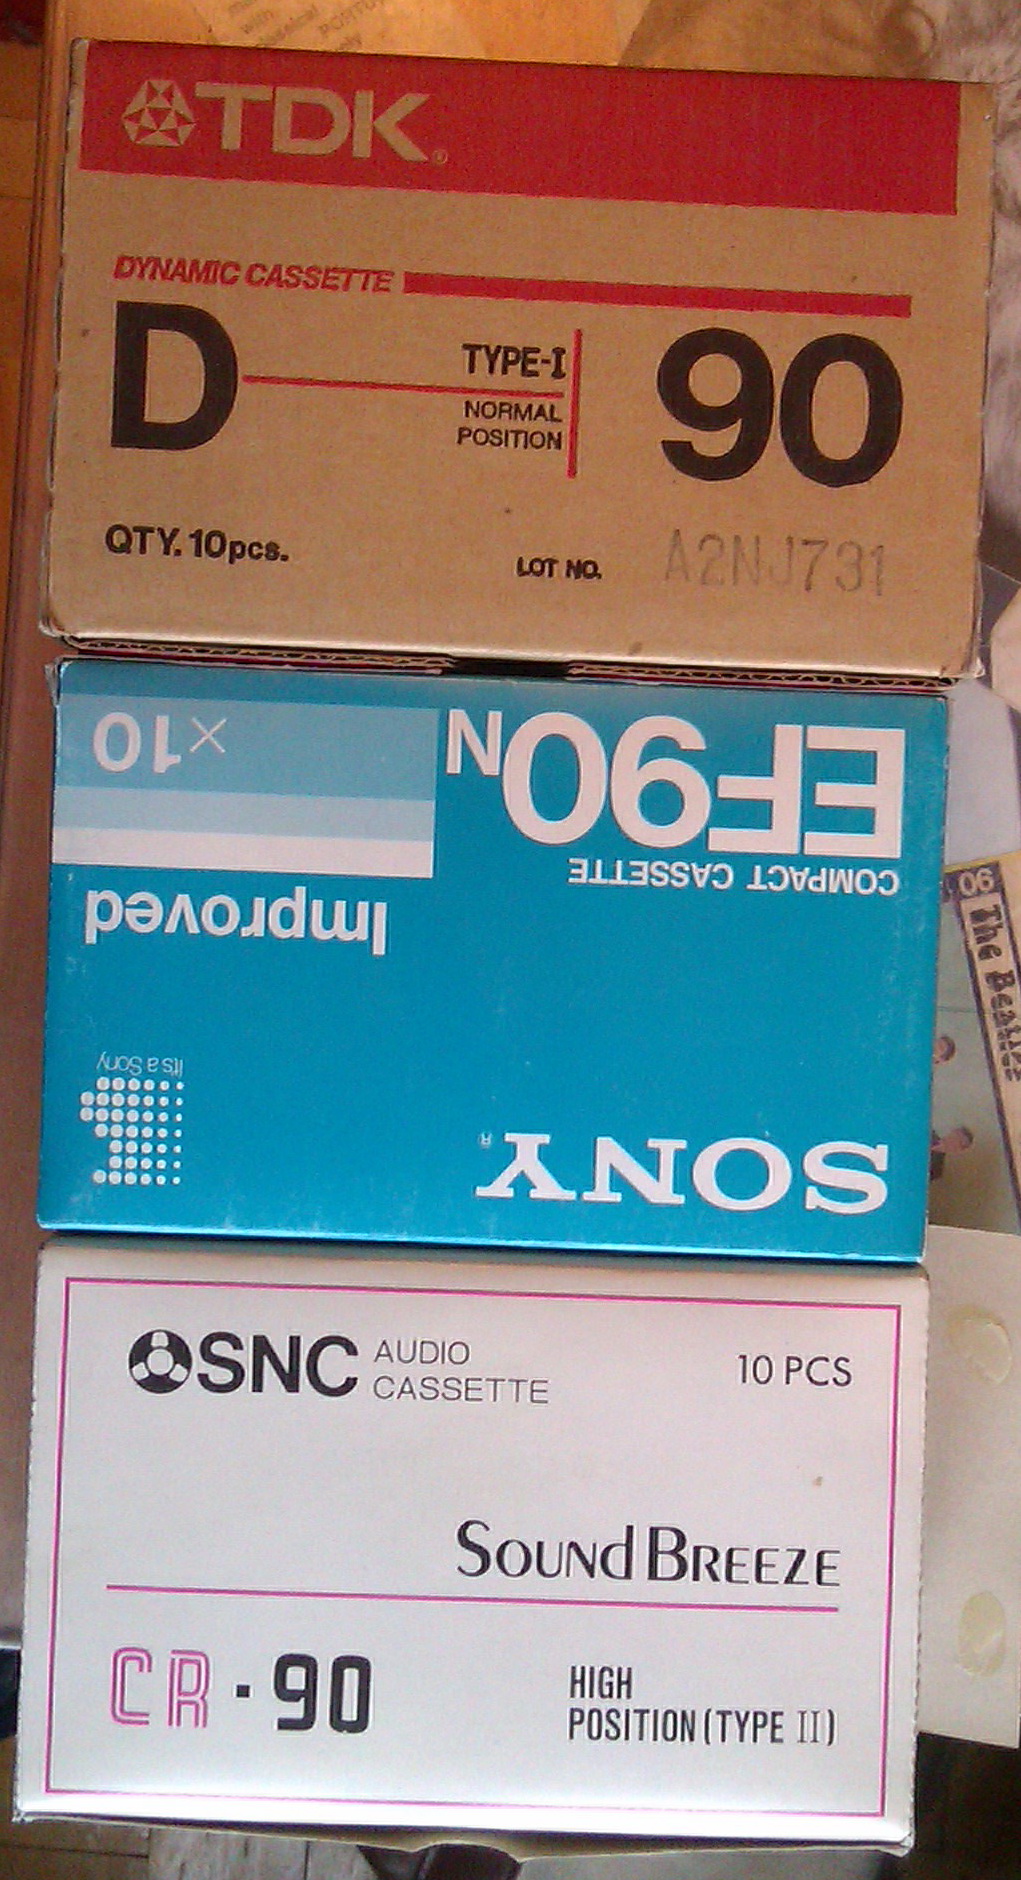 TDK®
DYNAMIC CASSETTE
D
TYPE-I
NORMAL
POSITION
90
QTY. 10pcs.
LOT NO. A2NJ731
SONY®
It's a Sony
Improved
COMPACT CASSETTE
EF90N
×10
90
The Beatles
SNC AUDIO
CASSETTE
10 PCS
SOUNd BREEZE
CR·90
HIGH
POSITION (TYPE II)